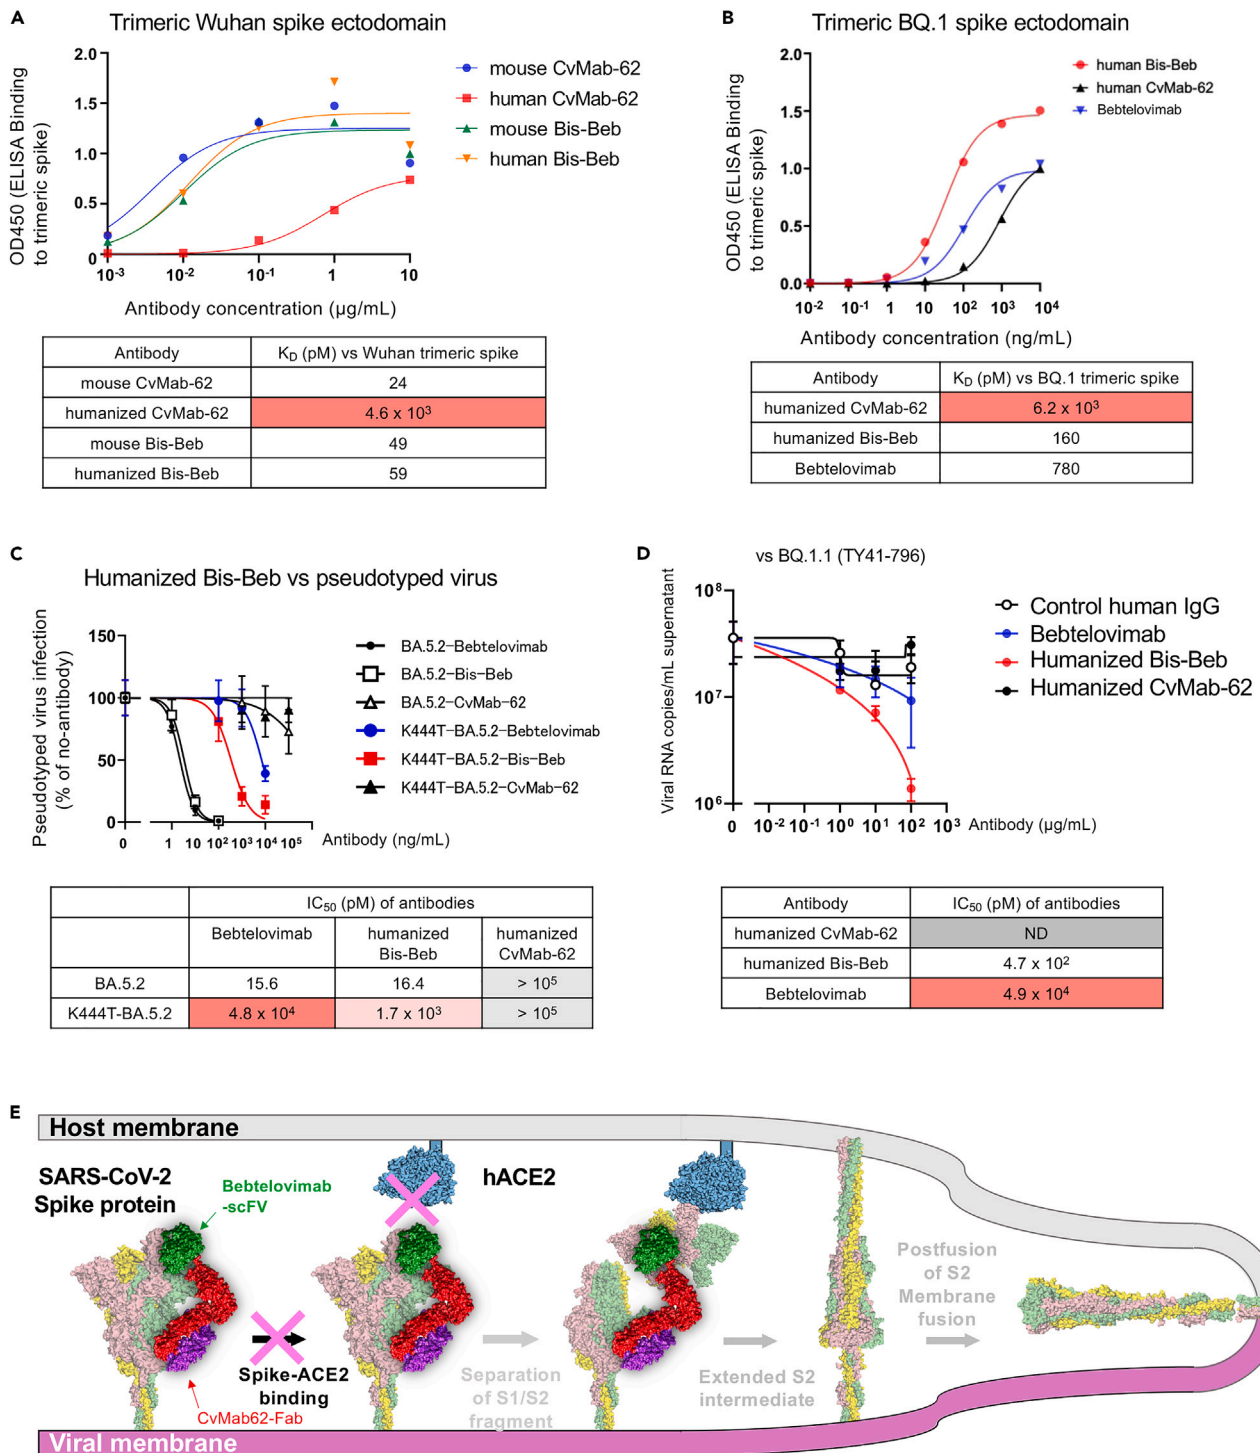 A
Trimeric Wuhan spike ectodomain
OD450 (ELISA Binding
to trimeric spike)
2.0
1.5
1.0
0.5
0
10-3
10-2
10-1
1
10
Antibody concentration (µg/mL)
mouse CvMab-62
human CvMab-62
mouse Bis-Beb
human Bis-Beb
Antibody KD (pM) vs Wuhan trimeric spike
mouse CvMab-62 24
humanized CvMab-62 4.6 x 10³
mouse Bis-Beb 49
humanized Bis-Beb 59
B
Trimeric BQ.1 spike ectodomain
OD450 (ELISA Binding
to trimeric spike)
2.0
1.5
1.0
0.5
0.0
10-2
10-1
1
10
10²
10³
10⁴
Antibody concentration (ng/mL)
human Bis-Beb
human CvMab-62
Bebtelovimab
Antibody KD (pM) vs BQ.1 trimeric spike
humanized CvMab-62 6.2 x 10³
humanized Bis-Beb 160
Bebtelovimab 780
C
Humanized Bis-Beb vs pseudotyped virus
Pseudotyped virus infection
(% of no-antibody)
150
100
50
0
0
1
10
10²
10³
10⁴
10⁵
Antibody (ng/mL)
BA.5.2–Bebtelovimab
BA.5.2–Bis-Beb
BA.5.2–CvMab-62
K444T–BA.5.2–Bebtelovimab
K444T–BA.5.2–Bis-Beb
K444T–BA.5.2–CvMab-62
IC50 (pM) of antibodies
Bebtelovimab humanized Bis-Beb humanized CvMab-62
BA.5.2 15.6 16.4 > 10⁵
K444T-BA.5.2 4.8 x 10⁴ 1.7 x 10³ > 10⁵
D
vs BQ.1.1 (TY41-796)
Viral RNA copies/mL supernatant
10⁸
10⁷
10⁶
0
10-2
10-1
10⁰
10¹
10²
10³
Antibody (µg/mL)
Control human IgG
Bebtelovimab
Humanized Bis-Beb
Humanized CvMab-62
Antibody IC50 (pM) of antibodies
humanized CvMab-62 ND
humanized Bis-Beb 4.7 x 10²
Bebtelovimab 4.9 x 10⁴
E
Host membrane
SARS-CoV-2
Spike protein
Bebtelovimab
-scFV
hACE2
Spike-ACE2
binding
CvMab62-Fab
Separation
of S1/S2
fragment
Extended S2
intermediate
Postfusion
of S2
Membrane
fusion
Viral membrane